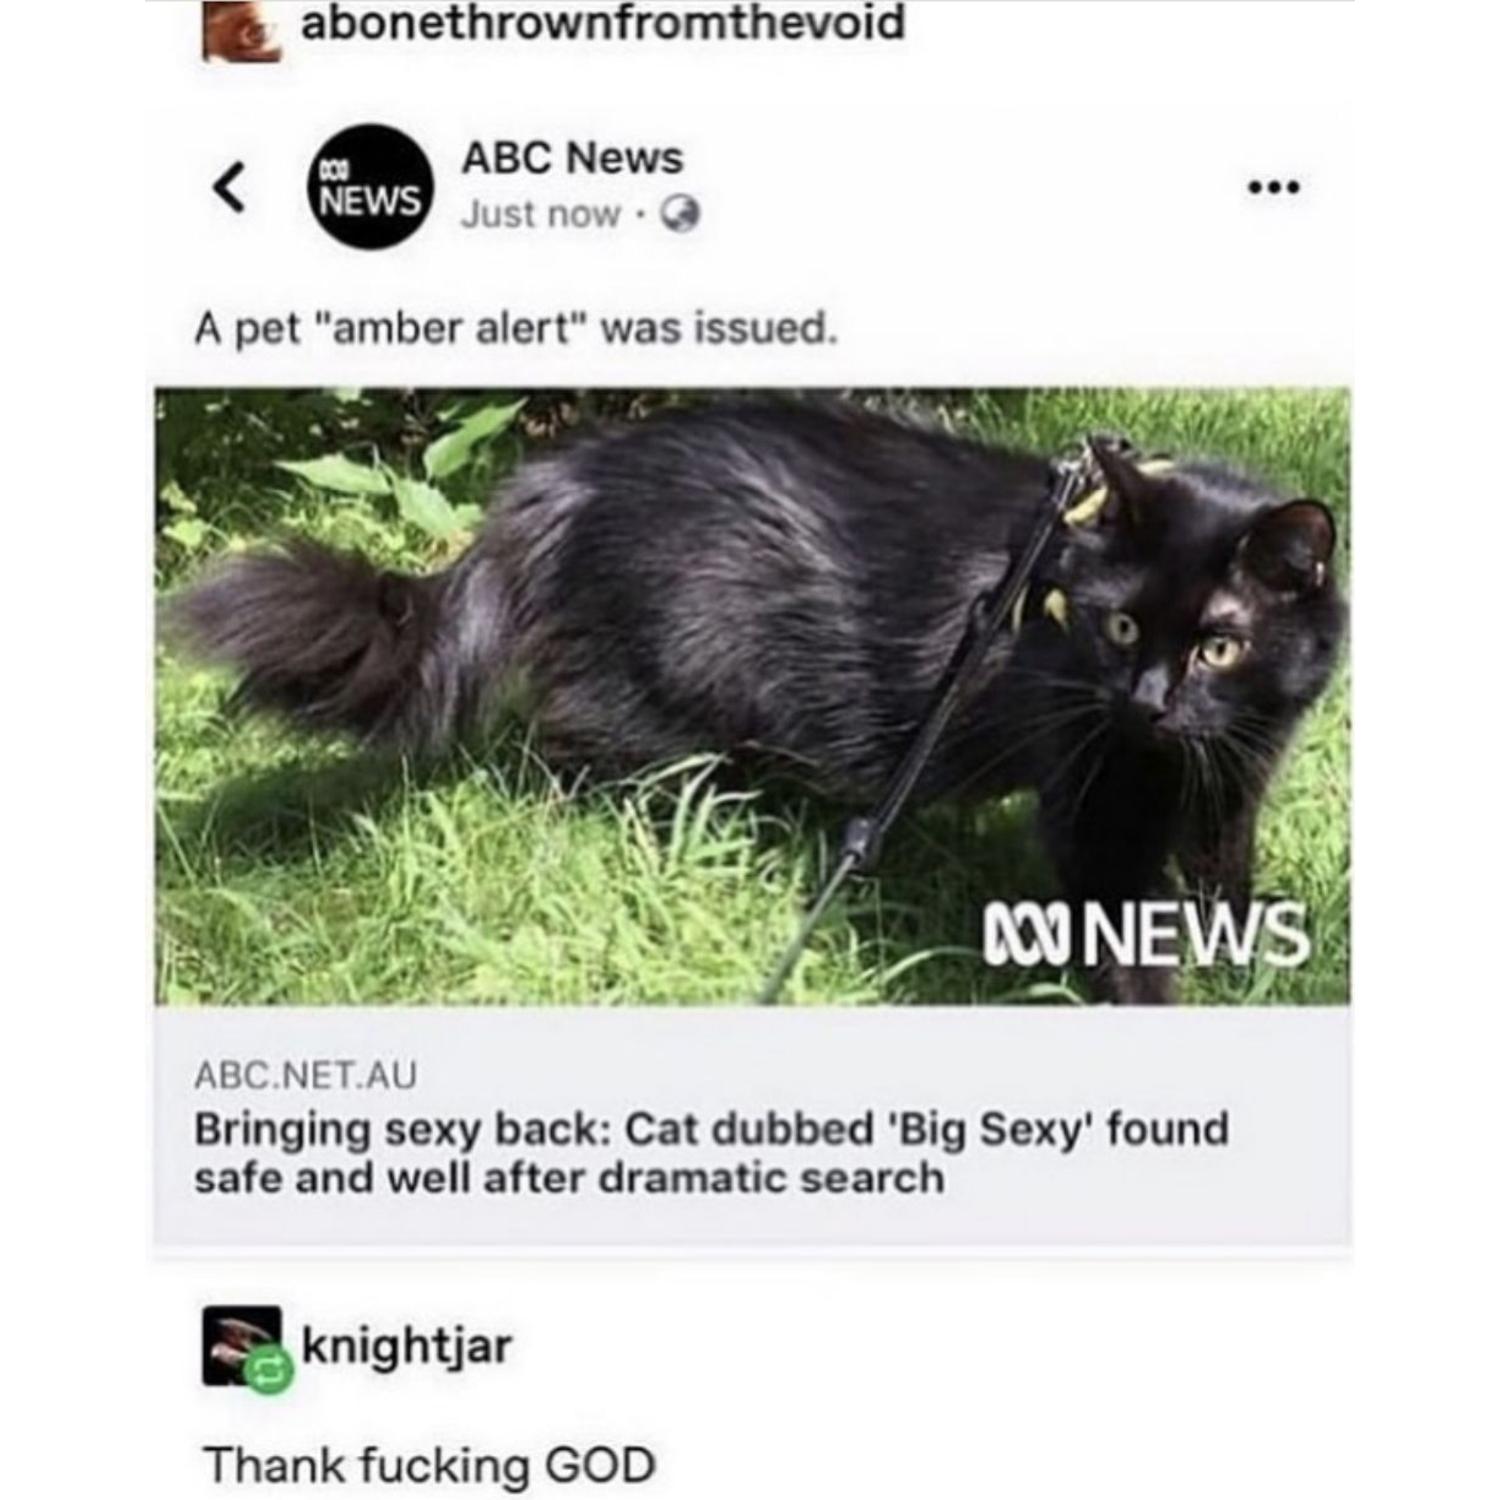 abonethrownfromthevoid
ABC News
NEWS
Just now ·
A pet "amber alert" was issued.
NEWS
ABC.NET.AU
Bringing sexy back: Cat dubbed 'Big Sexy' found
safe and well after dramatic search
knightjar
Thank fucking GOD